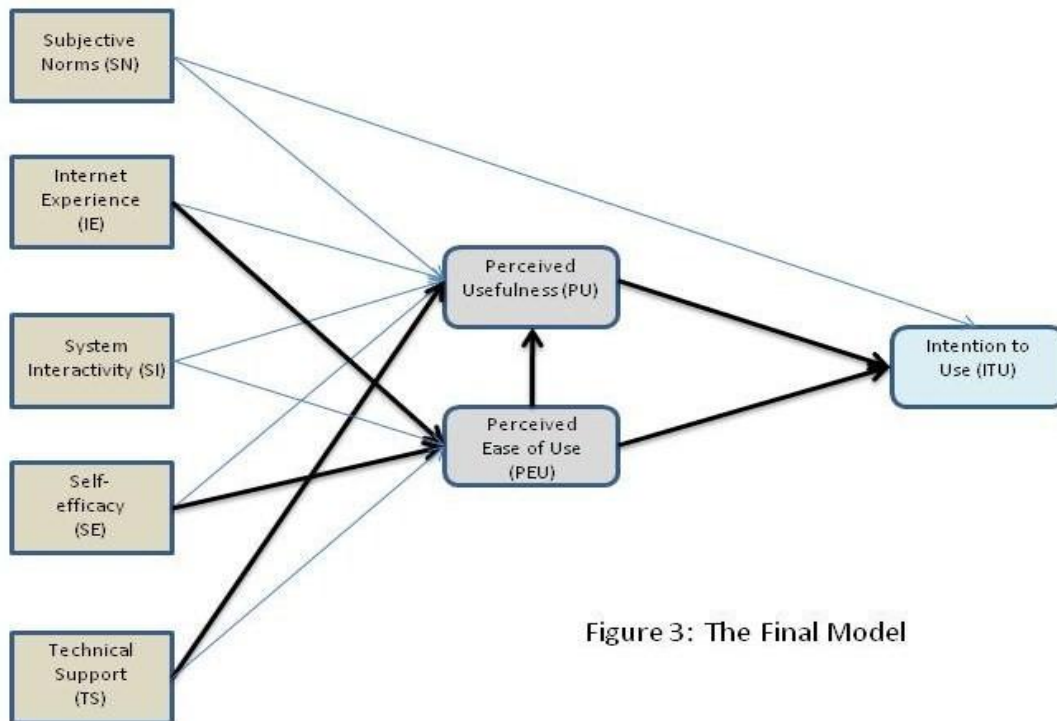 Subjective
Norms (SN)
Internet
Experience
(IE)
System
Interactivity (SI)
Self-
efficacy
(SE)
Technical
Support
(TS)
Perceived
Usefulness (PU)
Perceived
Ease of Use
(PEU)
Intention to
Use (ITU)
Figure 3: The Final Model